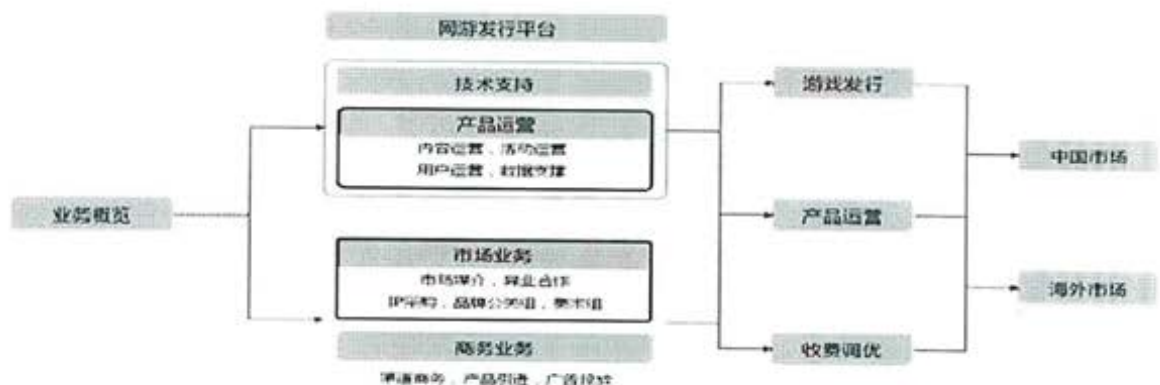 网游发行平台
技术支持
游戏发行
产品运营
内容运营，活动运营
用户运营，数据支撑
中国市场
业务概览
产品运营
市场业务
市场媒介，异业合作
IP采购，品牌公关组，美术组
海外市场
商务业务
收费调优
渠道商务，产品引进，广告投放